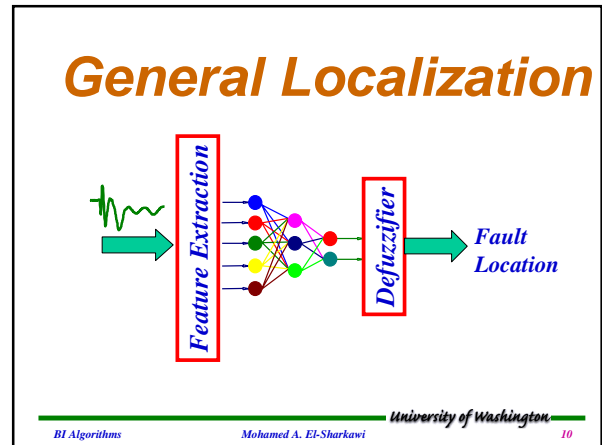 General Localization
Feature Extraction
Defuzzifier
Fault
Location
University of Washington
BI Algorithms
Mohamed A. El-Sharkawi
10